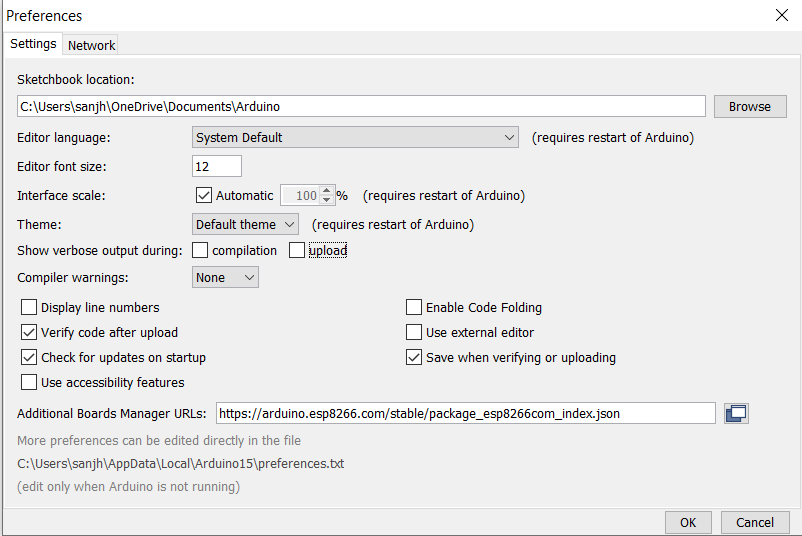 Preferences
Settings Network
Sketchbook location:
C:\Users\sanjh\OneDrive\Documents\Arduino Browse
Editor language: System Default (requires restart of Arduino)
Editor font size: 12
Interface scale: Automatic 100 % (requires restart of Arduino)
Theme: Default theme (requires restart of Arduino)
Show verbose output during: compilation upload
Compiler warnings: None
Display line numbers Enable Code Folding
Verify code after upload Use external editor
Check for updates on startup Save when verifying or uploading
Use accessibility features
Additional Boards Manager URLs: https://arduino.esp8266.com/stable/package_esp8266com_index.json
More preferences can be edited directly in the file
C:\Users\sanjh\AppData\Local\Arduino15\preferences.txt
(edit only when Arduino is not running)
OK Cancel